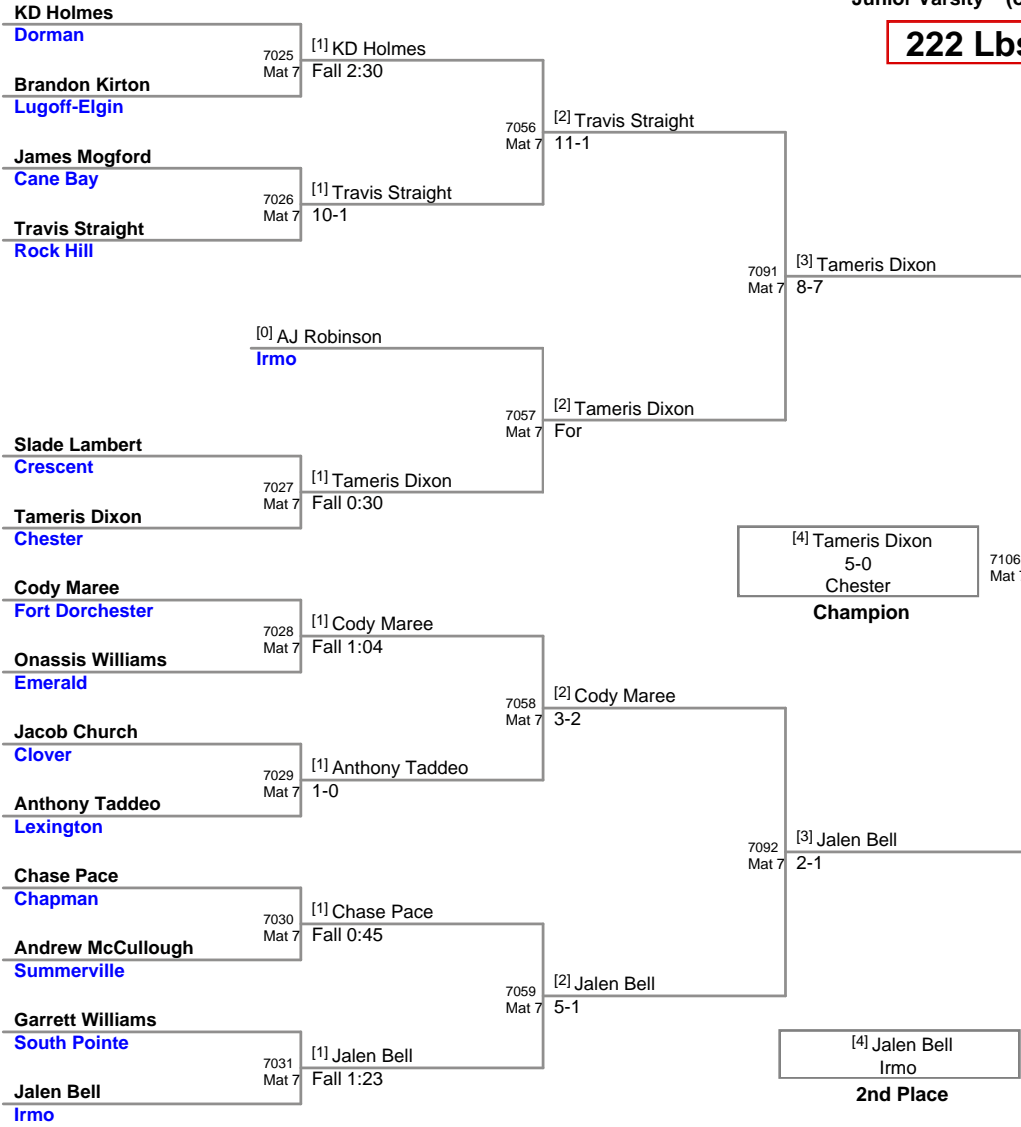 Junior Varsity
222 Lbs
KD Holmes
Dorman
7025
Mat 7
[1] KD Holmes
Fall 2:30
Brandon Kirton
Lugoff-Elgin
7056
Mat 7
[2] Travis Straight
11-1
James Mogford
Cane Bay
7026
Mat 7
[1] Travis Straight
10-1
Travis Straight
Rock Hill
7091
Mat 7
[3] Tameris Dixon
8-7
[0] AJ Robinson
Irmo
7057
Mat 7
[2] Tameris Dixon
For
Slade Lambert
Crescent
7027
Mat 7
[1] Tameris Dixon
Fall 0:30
Tameris Dixon
Chester
[4] Tameris Dixon
5-0
Chester
Champion
7106
Mat
Cody Maree
Fort Dorchester
7028
Mat 7
[1] Cody Maree
Fall 1:04
Onassis Williams
Emerald
7058
Mat 7
[2] Cody Maree
3-2
Jacob Church
Clover
7029
Mat 7
[1] Anthony Taddeo
1-0
Anthony Taddeo
Lexington
7092
Mat 7
[3] Jalen Bell
2-1
Chase Pace
Chapman
7030
Mat 7
[1] Chase Pace
Fall 0:45
Andrew McCullough
Summerville
7059
Mat 7
[2] Jalen Bell
5-1
Garrett Williams
South Pointe
7031
Mat 7
[1] Jalen Bell
Fall 1:23
Jalen Bell
Irmo
[4] Jalen Bell
Irmo
2nd Place